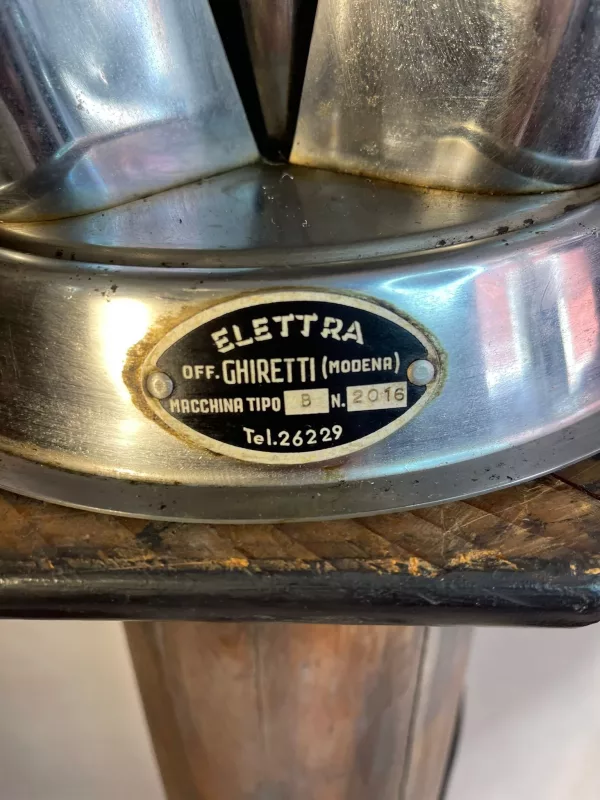 ELETTRA
OFF. GHIRETTI (MODENA)
MACCHINA TIPO B N. 2016
Tel. 26229